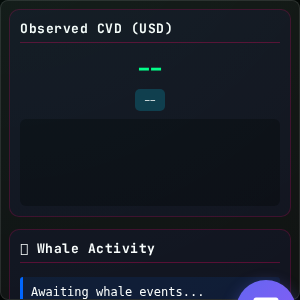 Observed CVD (USD)
--
--
Whale Activity
Awaiting whale events...